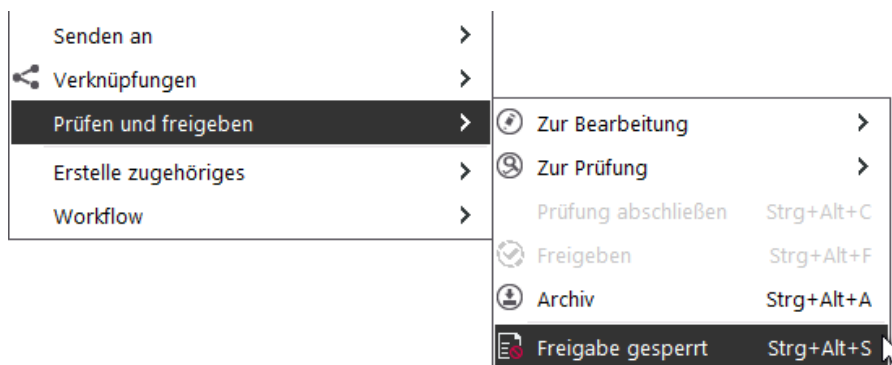 Senden an
Verknüpfungen
Prüfen und freigeben
Erstelle zugehöriges
Workflow
Zur Bearbeitung
Zur Prüfung
Prüfung abschließen Strg+Alt+C
Freigeben Strg+Alt+F
Archiv Strg+Alt+A
Freigabe gesperrt Strg+Alt+S